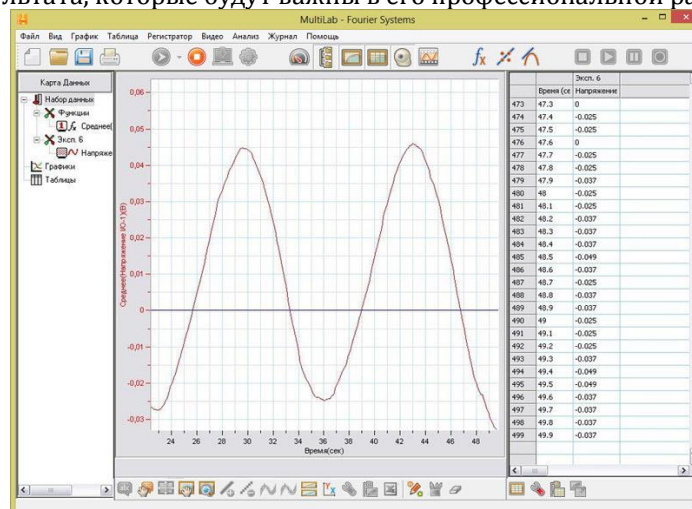 льтата, которые будут важны в его профессиональной ра
MultiLab - Fourier Systems
Файл Вид График Таблица Регистратор Видео Анализ Журнал Помощь
Карта Данных
Набор данных
Функции
Среднее(
Эксп. 6
Напряже
Графики
Таблицы
Среднее(Напряжение I/O-1)(В)
0,06
0,05
0,04
0,03
0,02
0,01
0
-0,01
-0,02
-0,03
24 26 28 30 32 34 36 38 40 42 44 46 48
Время(сек)
Эксп. 6
Время (се Напряжение
473 47.3 0
474 47.4 -0.025
475 47.5 -0.025
476 47.6 0
477 47.7 -0.025
478 47.8 -0.025
479 47.9 -0.037
480 48 -0.025
481 48.1 -0.025
482 48.2 -0.037
483 48.3 -0.037
484 48.4 -0.037
485 48.5 -0.049
486 48.6 -0.037
487 48.7 -0.025
488 48.8 -0.037
489 48.9 -0.037
490 49 -0.025
491 49.1 -0.025
492 49.2 -0.025
493 49.3 -0.037
494 49.4 -0.049
495 49.5 -0.049
496 49.6 -0.037
497 49.7 -0.037
498 49.8 -0.037
499 49.9 -0.037